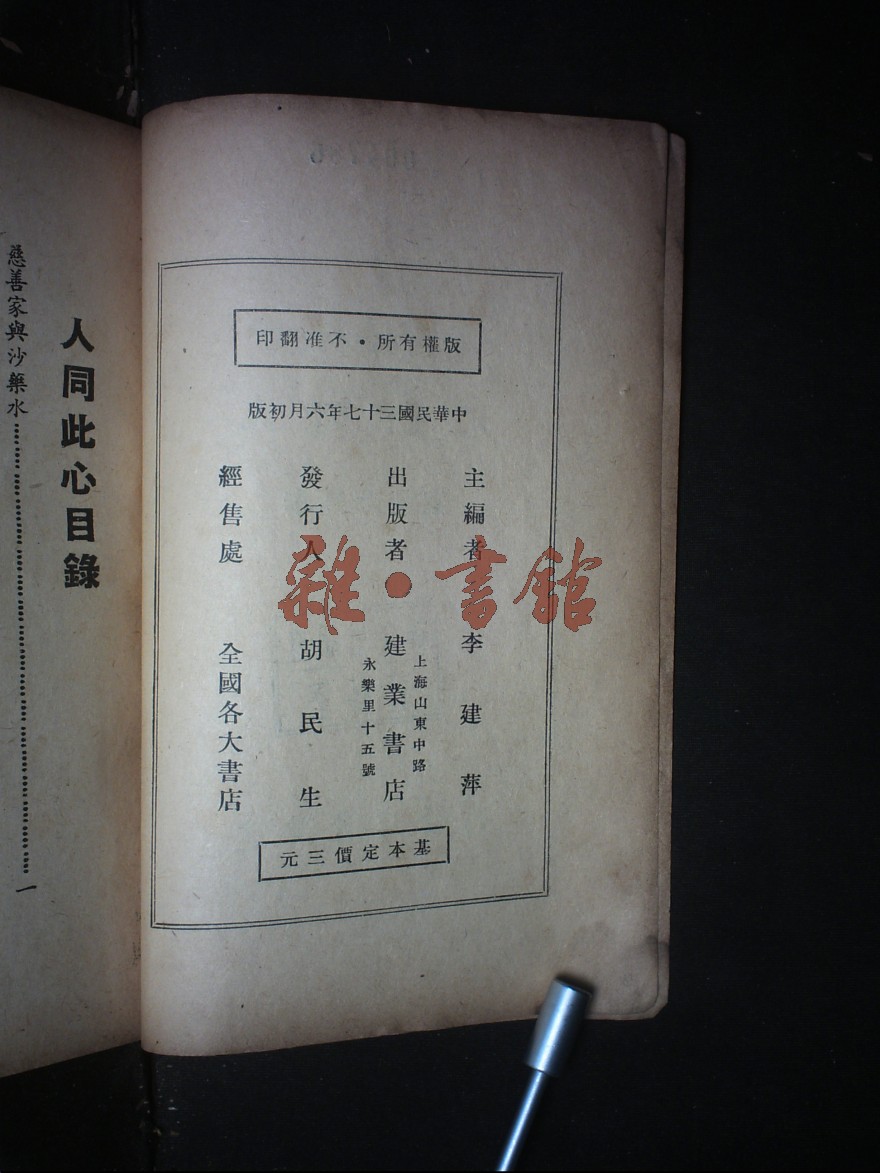 版權有所・不准翻印
中華民國三十七年六月初版
主編者 李建萍
出版者 建業書店
上海山東中路
永樂里十五號
發行人 胡民生
經售處 全國各大書店
基本定價三元
人同此心目錄
慈善家與沙藥水…………一
雜・書館